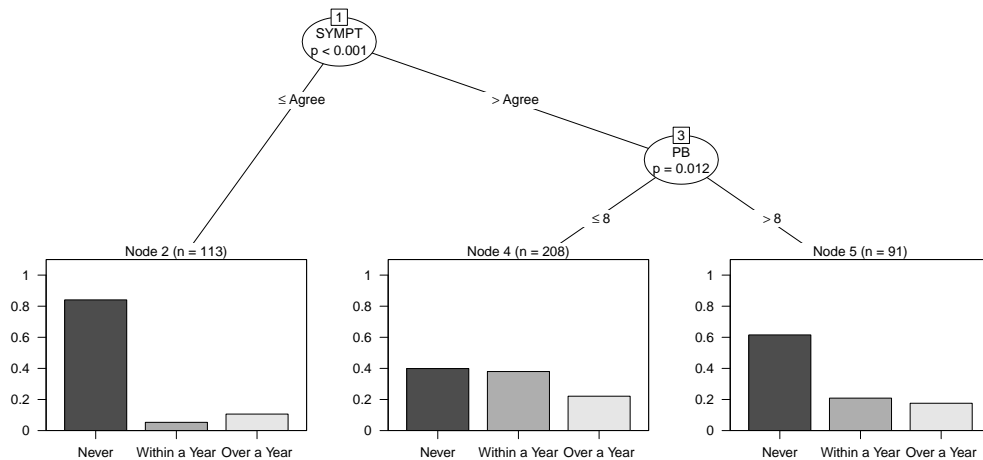 1
SYMPT
p < 0.001
≤ Agree
> Agree
3
PB
p = 0.012
≤ 8
> 8
Node 2 (n = 113)
1
0.8
0.6
0.4
0.2
0
Never Within a Year Over a Year
Node 4 (n = 208)
1
0.8
0.6
0.4
0.2
0
Never Within a Year Over a Year
Node 5 (n = 91)
1
0.8
0.6
0.4
0.2
0
Never Within a Year Over a Year